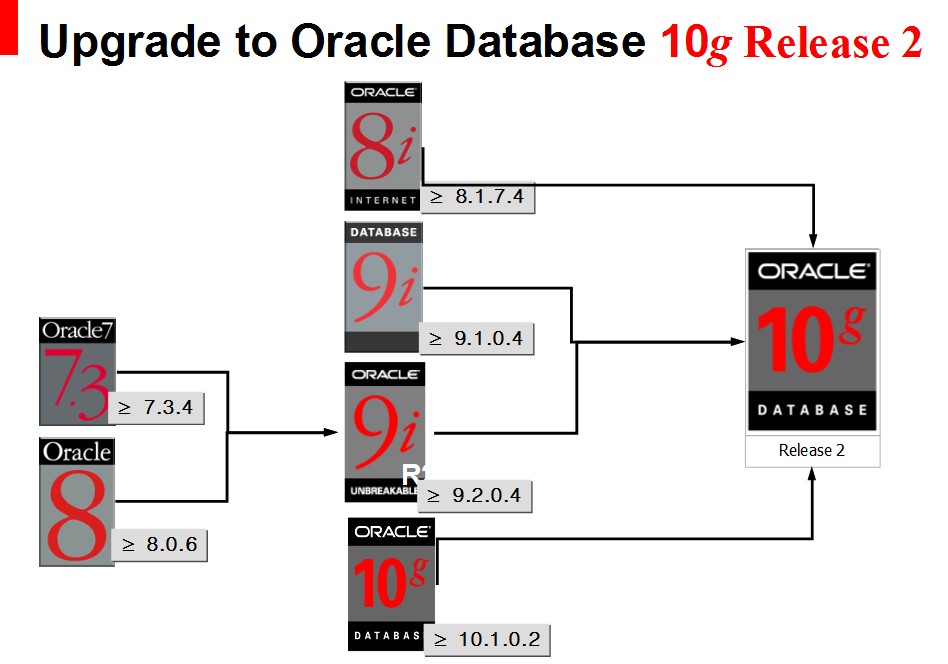 Upgrade to Oracle Database 10g Release 2
ORACLE
8i
INTERNET
≥ 8.1.7.4
DATABASE
9i
≥ 9.1.0.4
Oracle7
7.3
≥ 7.3.4
Oracle
8
≥ 8.0.6
ORACLE
9i
UNBREAKABLE
≥ 9.2.0.4
ORACLE
10g
DATABAS
≥ 10.1.0.2
ORACLE
10g
DATABASE
Release 2